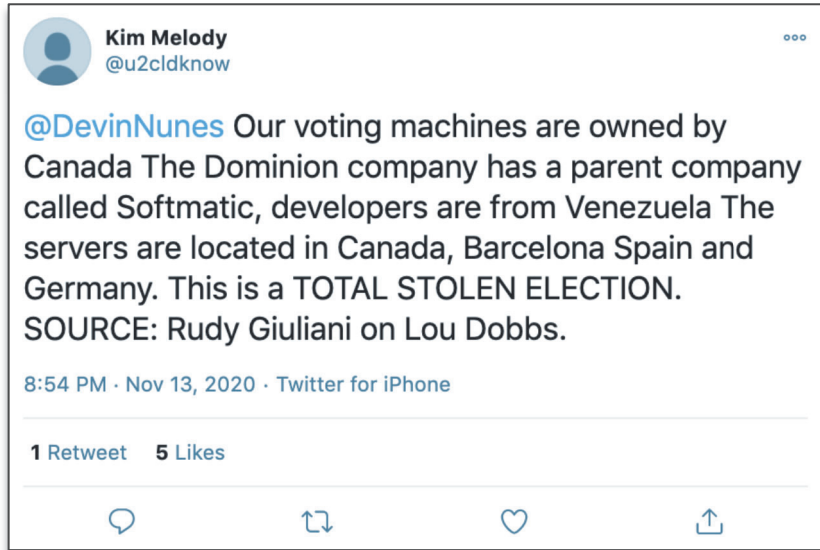 Kim Melody
@u2cldknow
@DevinNunes Our voting machines are owned by
Canada The Dominion company has a parent company
called Softmatic, developers are from Venezuela The
servers are located in Canada, Barcelona Spain and
Germany. This is a TOTAL STOLEN ELECTION.
SOURCE: Rudy Giuliani on Lou Dobbs.
8:54 PM · Nov 13, 2020 · Twitter for iPhone
1 Retweet 5 Likes